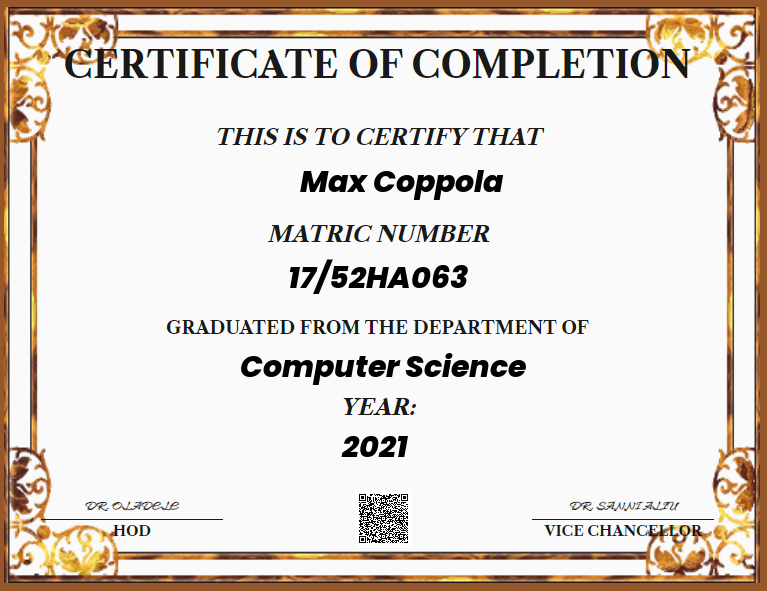 CERTIFICATE OF COMPLETION
THIS IS TO CERTIFY THAT
Max Coppola
MATRIC NUMBER
17/52HA063
GRADUATED FROM THE DEPARTMENT OF
Computer Science
YEAR:
2021
DR. OLADELE
DR. SANNI ALIU
HOD
VICE CHANCELLOR